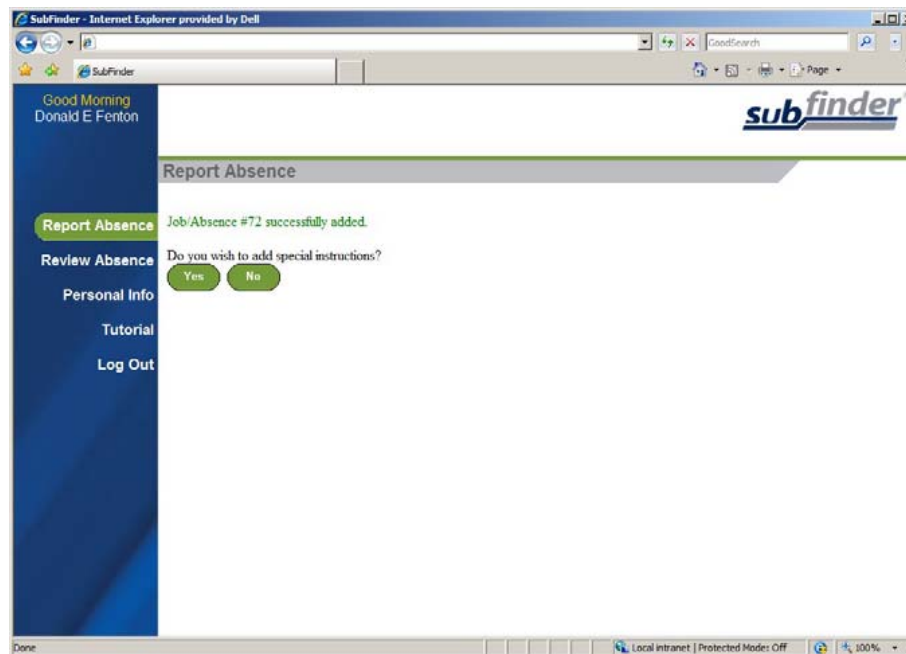 SubFinder - Internet Explorer provided by Dell
GoodSearch
SubFinder
Page
Good Morning
Donald E Fenton
subfinder
Report Absence
Report Absence
Job/Absence #72 successfully added.
Review Absence
Do you wish to add special instructions?
Yes No
Personal Info
Tutorial
Log Out
Done
Local intranet | Protected Mode: Off
100%